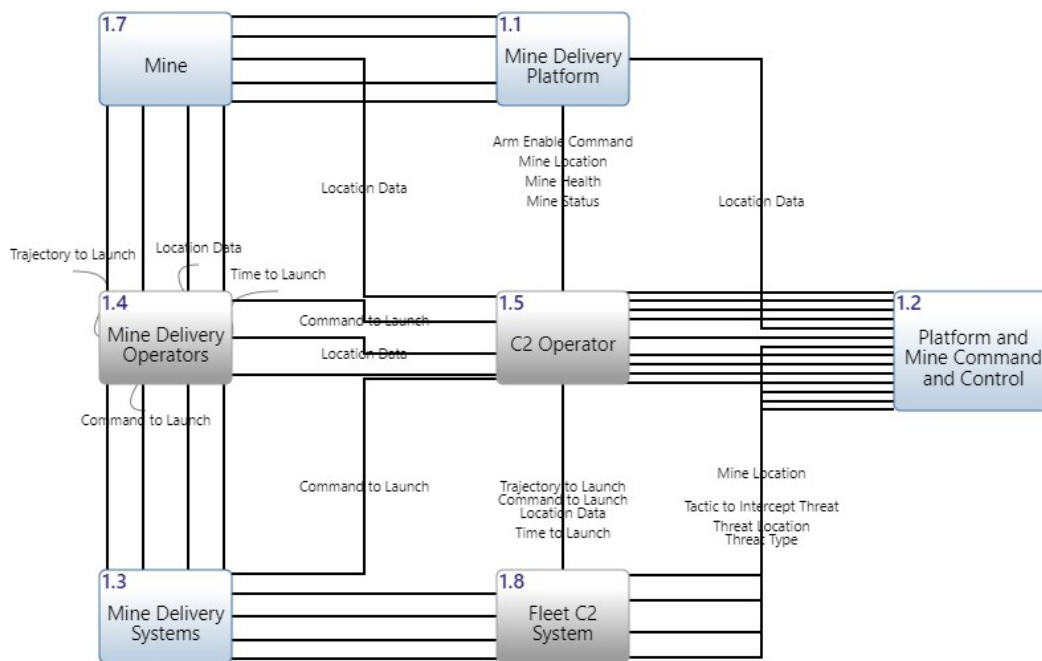 1.7
Mine
1.1
Mine Delivery
Platform
Arm Enable Command
Mine Location
Mine Health
Mine Status
Location Data
Location Data
Trajectory to Launch
Location Data
Time to Launch
1.4
Mine Delivery
Operators
Command to Launch
Location Data
1.5
C2 Operator
1.2
Platform and
Mine Command
and Control
Command to Launch
Command to Launch
Trajectory to Launch
Command to Launch
Location Data
Time to Launch
Mine Location
Tactic to Intercept Threat
Threat Location
Threat Type
1.3
Mine Delivery
Systems
1.8
Fleet C2
System